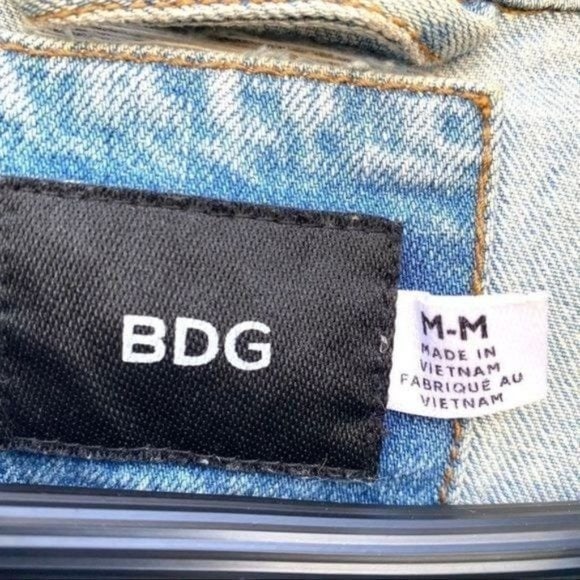 BDG
M-M
MADE IN
VIETNAM
FABRIQUÉ AU
VIETNAM